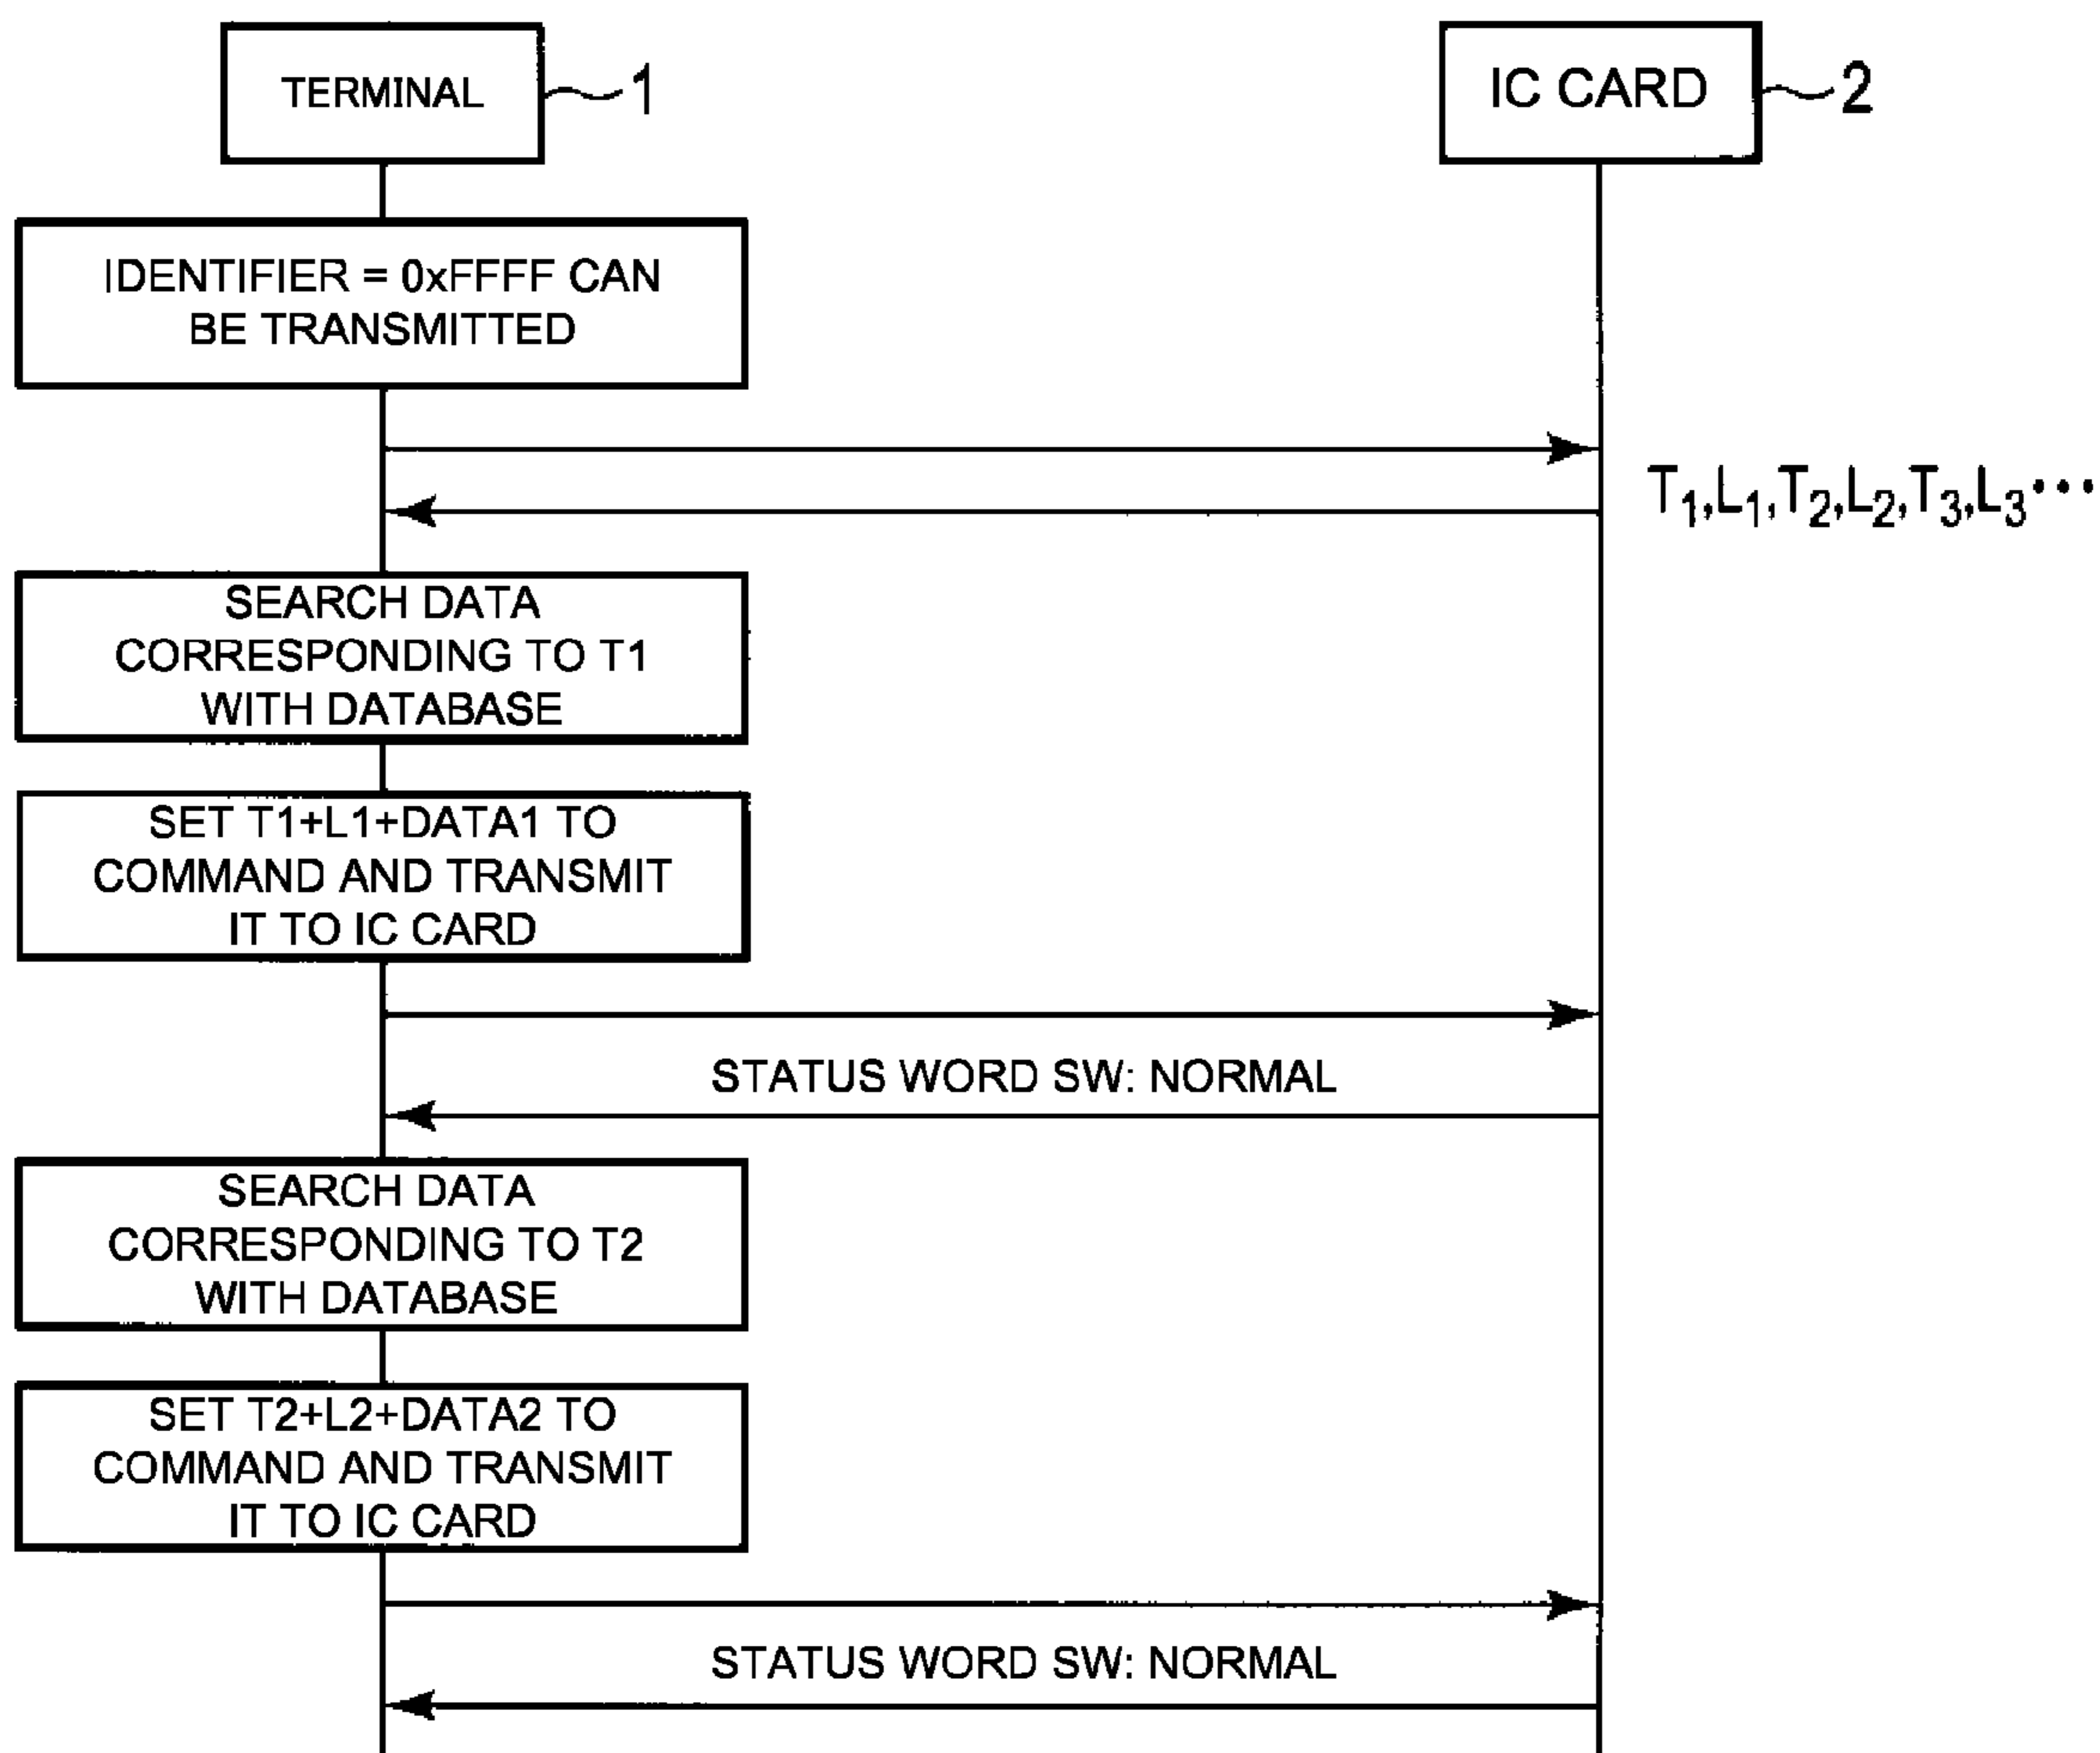 TERMINAL
1
IC CARD
2
IDENTIFIER = 0xFFFF CAN
BE TRANSMITTED
T1,L1,T2,L2,T3,L3•••
SEARCH DATA
CORRESPONDING TO T1
WITH DATABASE
SET T1+L1+DATA1 TO
COMMAND AND TRANSMIT
IT TO IC CARD
STATUS WORD SW: NORMAL
SEARCH DATA
CORRESPONDING TO T2
WITH DATABASE
SET T2+L2+DATA2 TO
COMMAND AND TRANSMIT
IT TO IC CARD
STATUS WORD SW: NORMAL